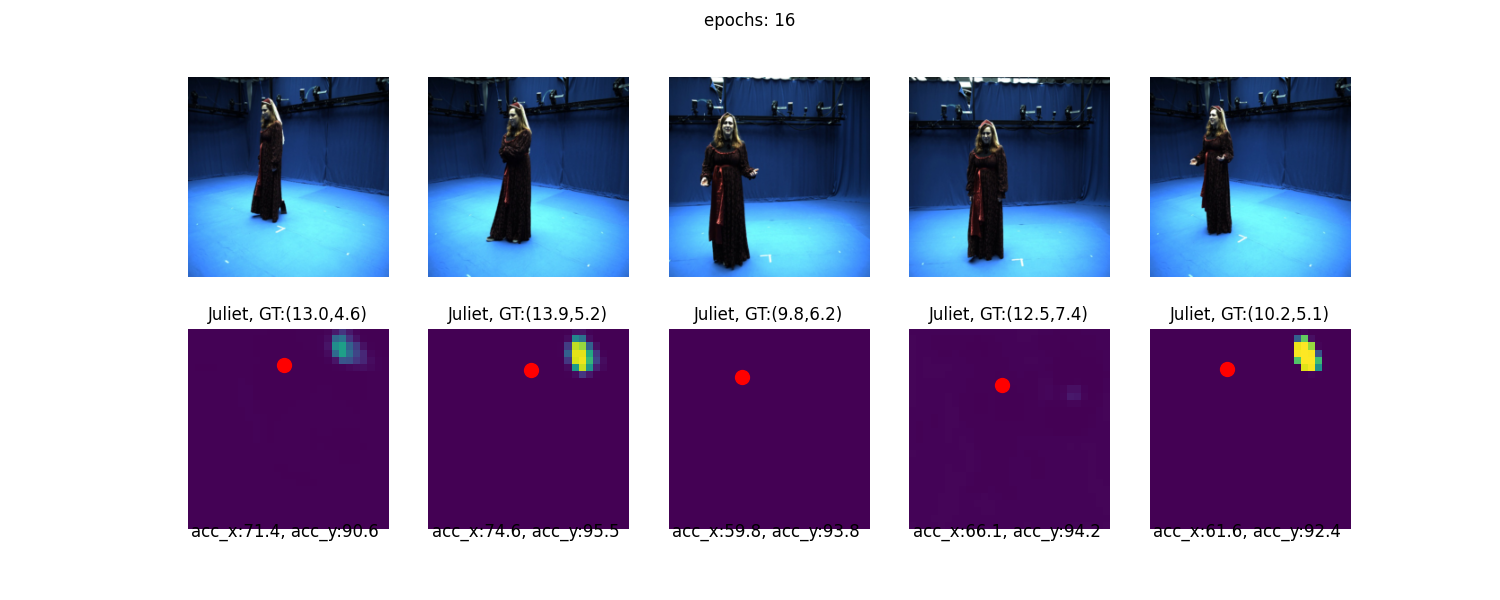 epochs: 16
Juliet, GT:(13.0,4.6)
Juliet, GT:(13.9,5.2)
Juliet, GT:(9.8,6.2)
Juliet, GT:(12.5,7.4)
Juliet, GT:(10.2,5.1)
acc_x:71.4, acc_y:90.6
acc_x:74.6, acc_y:95.5
acc_x:59.8, acc_y:93.8
acc_x:66.1, acc_y:94.2
acc_x:61.6, acc_y:92.4